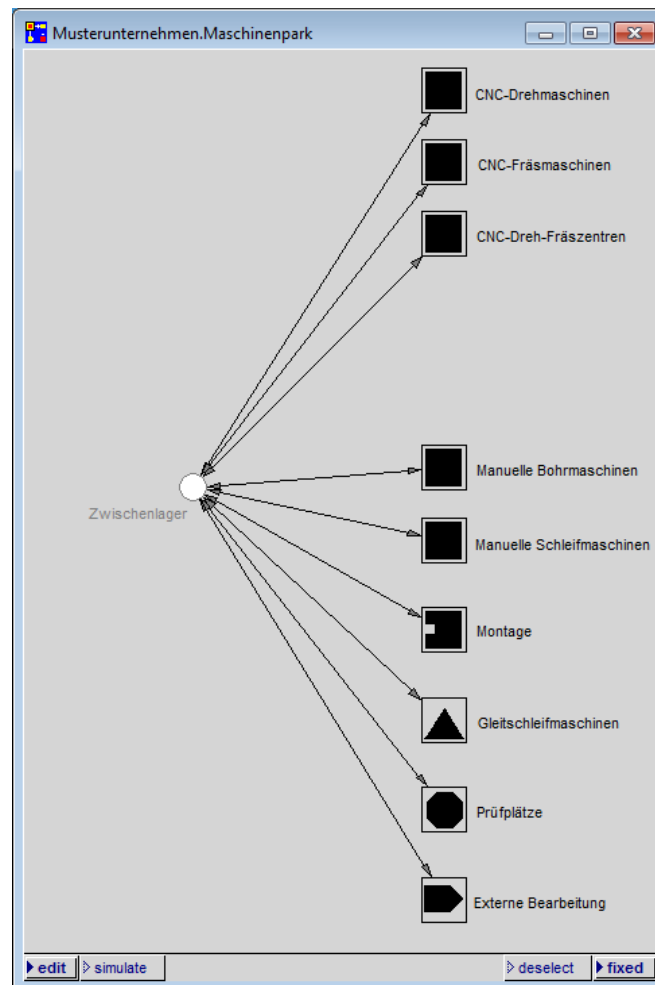 Musterunternehmen.Maschinenpark
CNC-Drehmaschinen
CNC-Fräsmaschinen
CNC-Dreh-Fräszentren
Manuelle Bohrmaschinen
Zwischenlager
Manuelle Schleifmaschinen
Montage
Gleitschleifmaschinen
Prüfplätze
Externe Bearbeitung
edit simulate deselect fixed